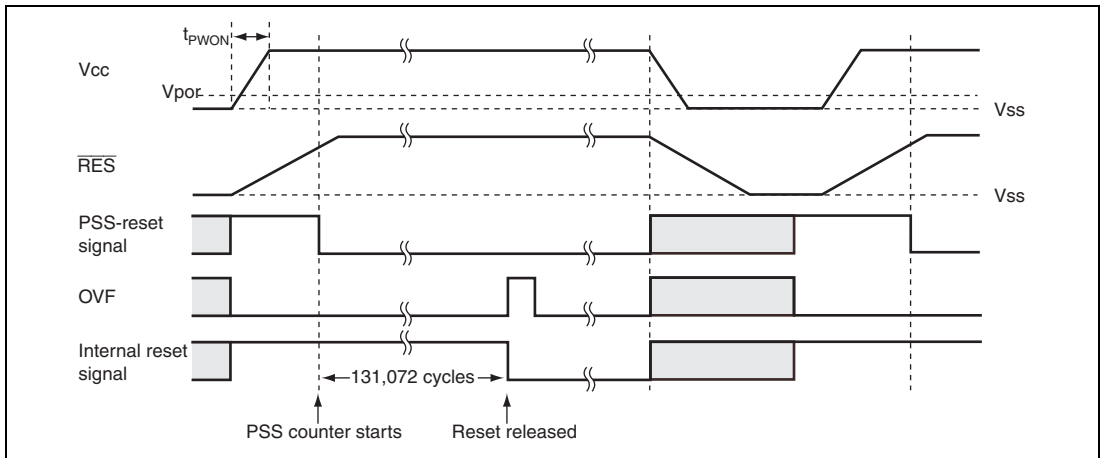 tPWON
Vcc
Vpor
Vss
RES
Vss
PSS-reset
signal
OVF
Internal reset
signal
131,072 cycles
PSS counter starts
Reset released